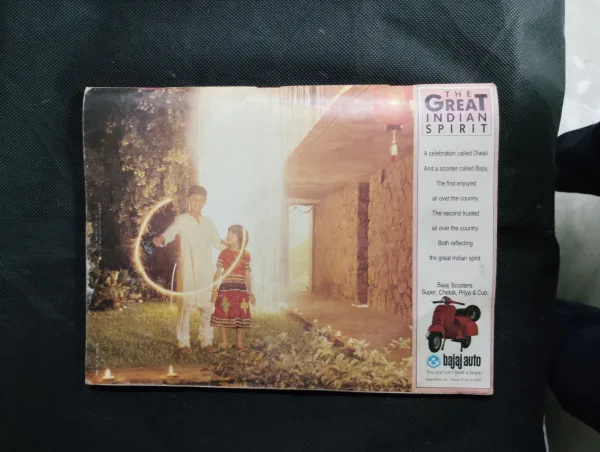 THE
GREAT
INDIAN
SPIRIT
A celebration called Diwali.
And a scooter called Bajaj.
The first enjoyed
all over the country.
The second trusted
all over the country.
Both reflecting
the great Indian spirit.
Bajaj Scooters:
Super, Chetak, Priya & Cub.
bajaj auto